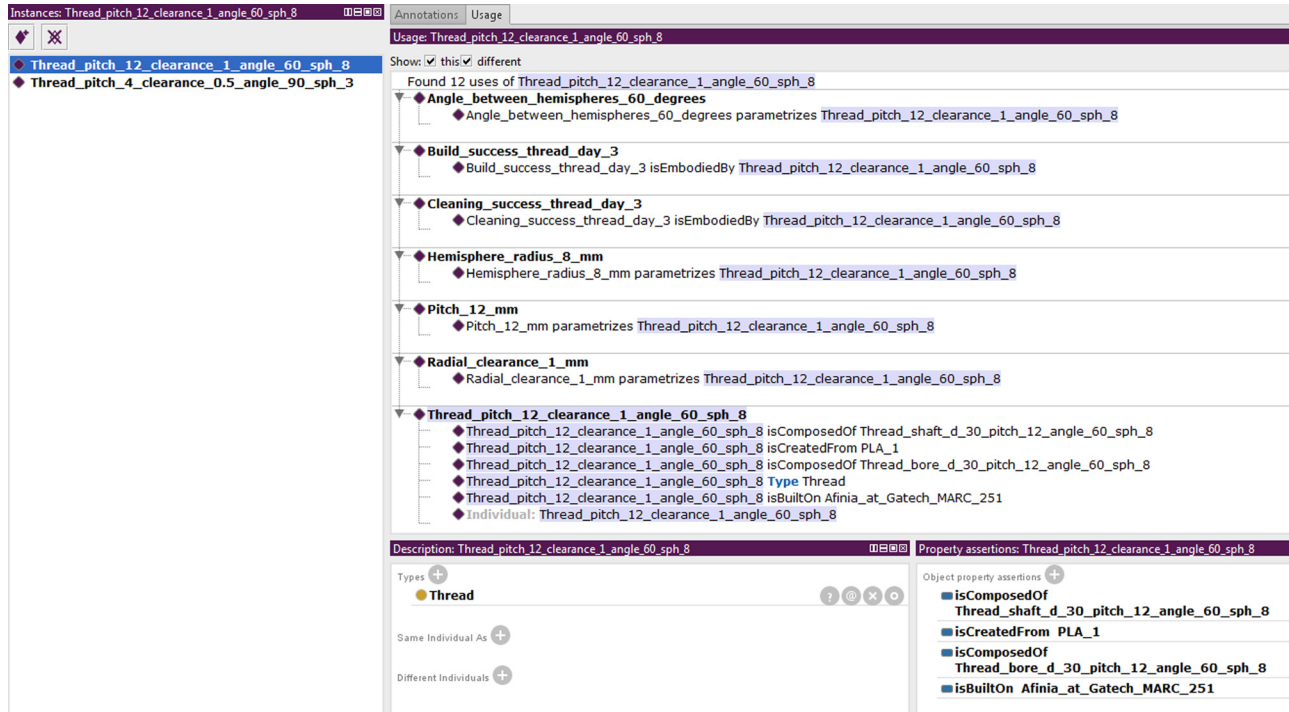 Instances: Thread_pitch_12_clearance_1_angle_60_sph_8
Thread_pitch_12_clearance_1_angle_60_sph_8
Thread_pitch_4_clearance_0.5_angle_90_sph_3
Annotations Usage
Usage: Thread_pitch_12_clearance_1_angle_60_sph_8
Show: this different
Found 12 uses of Thread_pitch_12_clearance_1_angle_60_sph_8
Angle_between_hemispheres_60_degrees
Angle_between_hemispheres_60_degrees parametrizes Thread_pitch_12_clearance_1_angle_60_sph_8
Build_success_thread_day_3
Build_success_thread_day_3 isEmbodiedBy Thread_pitch_12_clearance_1_angle_60_sph_8
Cleaning_success_thread_day_3
Cleaning_success_thread_day_3 isEmbodiedBy Thread_pitch_12_clearance_1_angle_60_sph_8
Hemisphere_radius_8_mm
Hemisphere_radius_8_mm parametrizes Thread_pitch_12_clearance_1_angle_60_sph_8
Pitch_12_mm
Pitch_12_mm parametrizes Thread_pitch_12_clearance_1_angle_60_sph_8
Radial_clearance_1_mm
Radial_clearance_1_mm parametrizes Thread_pitch_12_clearance_1_angle_60_sph_8
Thread_pitch_12_clearance_1_angle_60_sph_8
Thread_pitch_12_clearance_1_angle_60_sph_8 isComposedOf Thread_shaft_d_30_pitch_12_angle_60_sph_8
Thread_pitch_12_clearance_1_angle_60_sph_8 isCreatedFrom PLA_1
Thread_pitch_12_clearance_1_angle_60_sph_8 isComposedOf Thread_bore_d_30_pitch_12_angle_60_sph_8
Thread_pitch_12_clearance_1_angle_60_sph_8 Type Thread
Thread_pitch_12_clearance_1_angle_60_sph_8 isBuiltOn Afinia_at_Gatech_MARC_251
Individual: Thread_pitch_12_clearance_1_angle_60_sph_8
Description: Thread_pitch_12_clearance_1_angle_60_sph_8
Types +
Thread
? @ × o
Same Individual As +
Different Individuals +
Property assertions: Thread_pitch_12_clearance_1_angle_60_sph_8
Object property assertions +
isComposedOf
Thread_shaft_d_30_pitch_12_angle_60_sph_8
isCreatedFrom PLA_1
isComposedOf
Thread_bore_d_30_pitch_12_angle_60_sph_8
isBuiltOn Afinia_at_Gatech_MARC_251